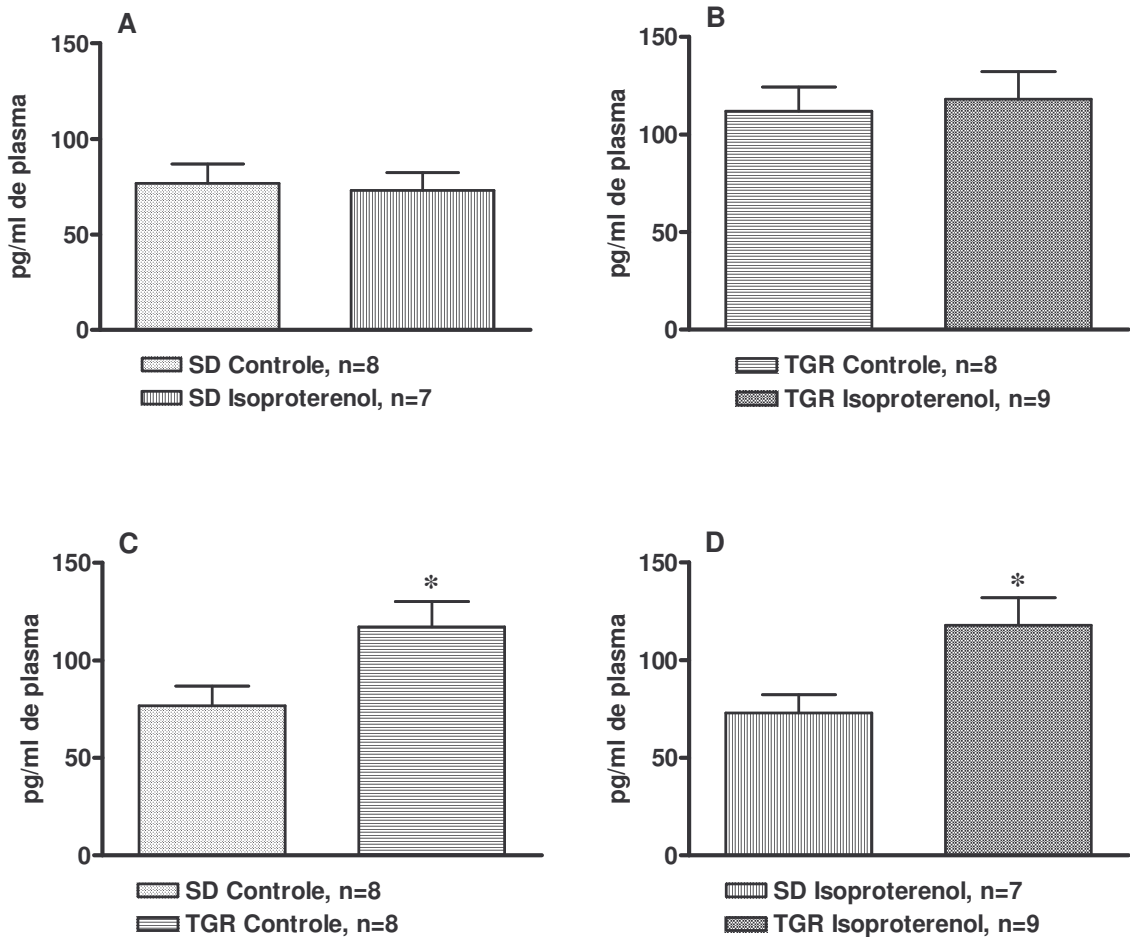 A
150
100
50
0
pg/ml de plasma
SD Controle, n=8
SD Isoproterenol, n=7
B
150
100
50
0
pg/ml de plasma
TGR Controle, n=8
TGR Isoproterenol, n=9
C
150
100
50
0
pg/ml de plasma
*
SD Controle, n=8
TGR Controle, n=8
D
150
100
50
0
pg/ml de plasma
*
SD Isoproterenol, n=7
TGR Isoproterenol, n=9